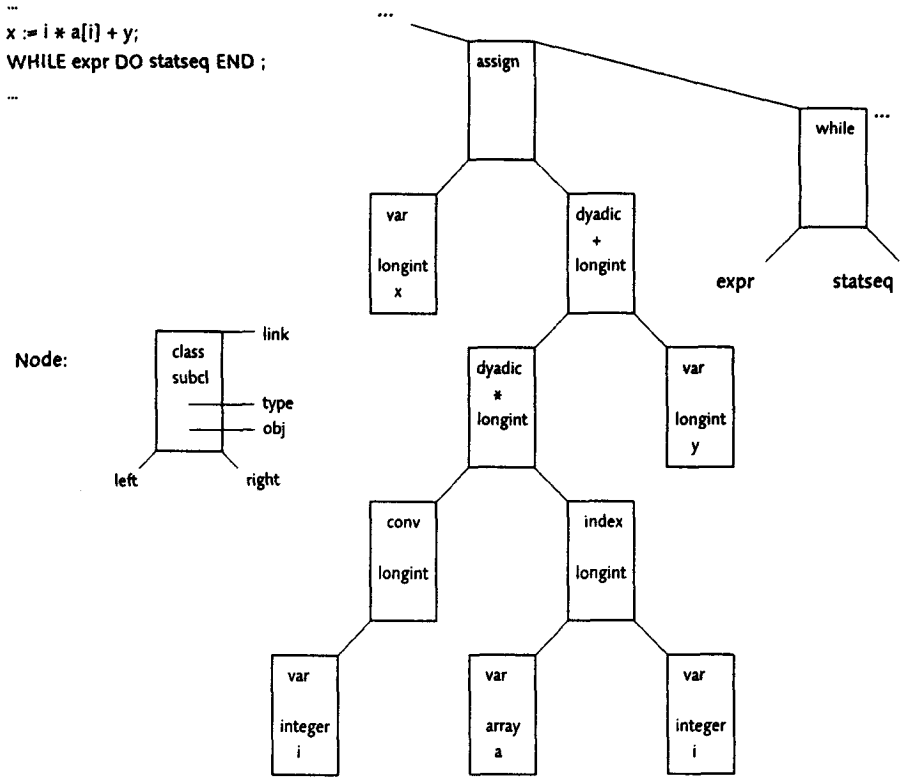 ...
x := i * a[i] + y;
WHILE expr DO statseq END ;
...
...
assign
while
...
var
longint
x
dyadic
+
longint
expr
statseq
Node:
class
subcl
link
type
obj
left
right
dyadic
*
longint
var
longint
y
conv
longint
index
longint
var
integer
i
var
array
a
var
integer
i